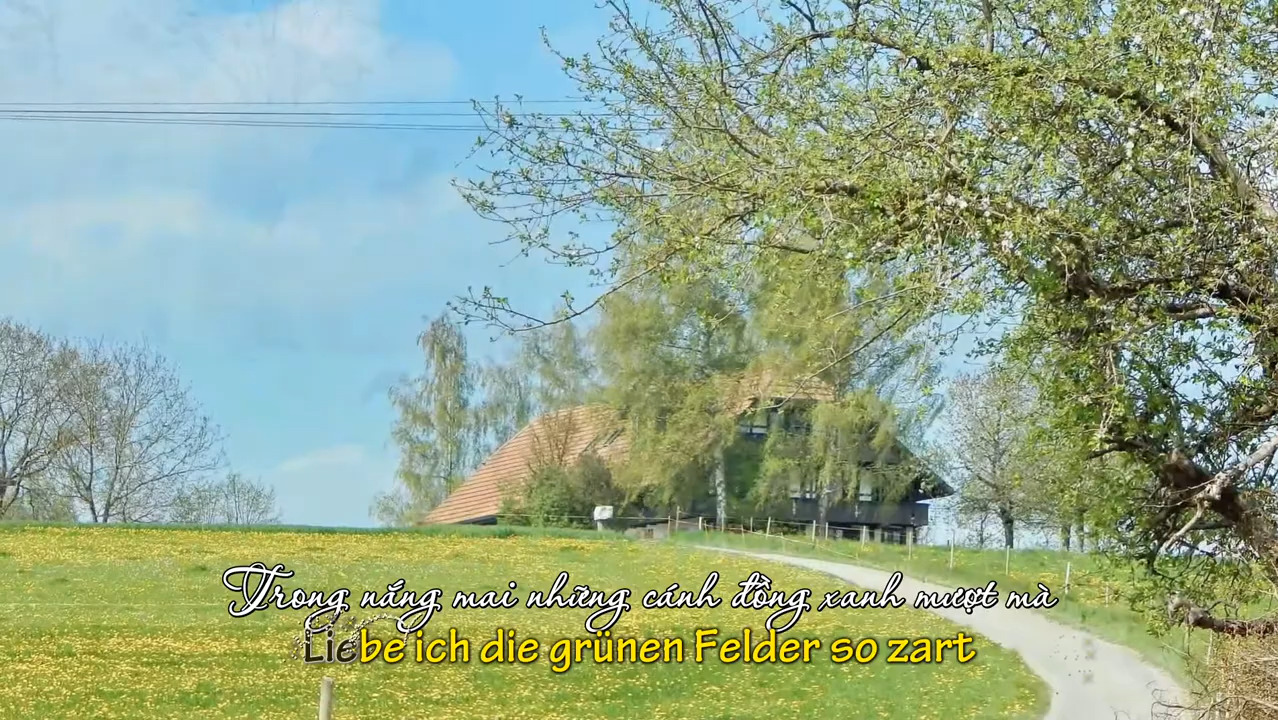 Trong nắng mai những cánh đồng xanh mượt mà
Liebe ich die grünen Felder so zart